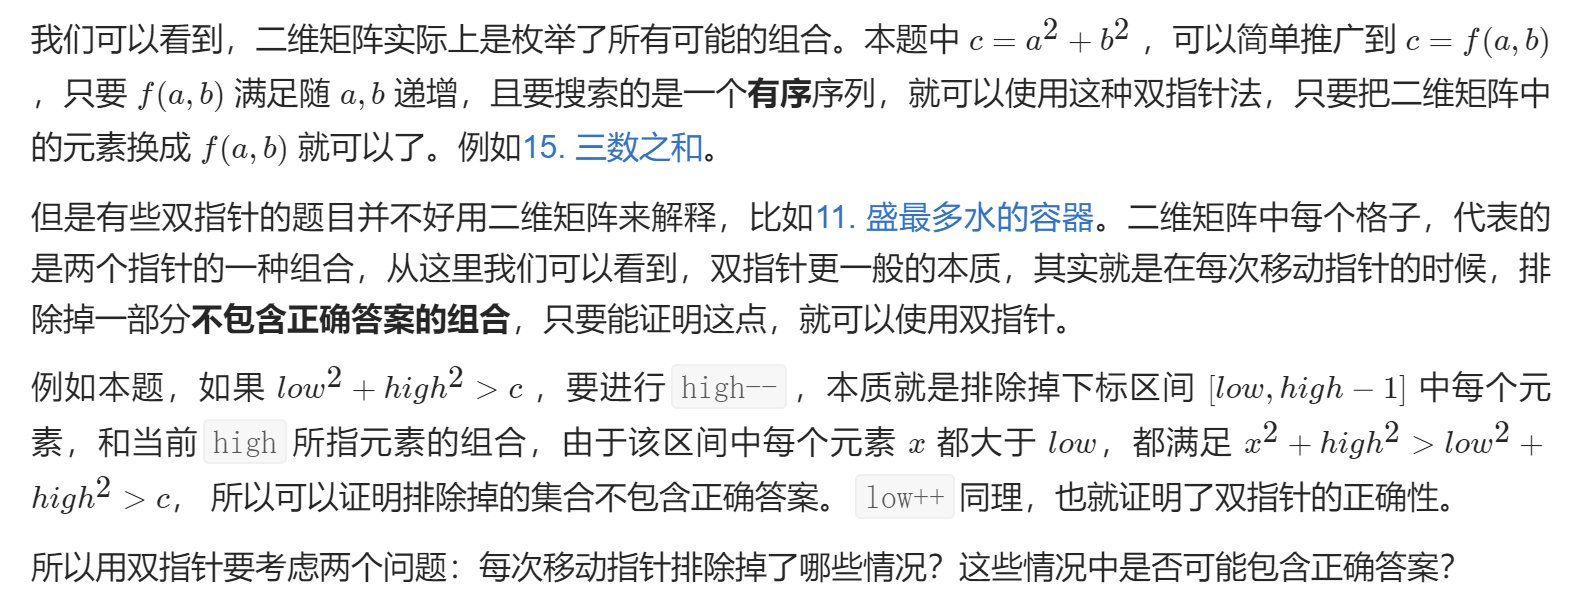 我们可以看到，二维矩阵实际上是枚举了所有可能的组合。本题中 c = a² + b² ，可以简单推广到 c = f(a, b)
，只要 f(a, b) 满足随 a, b 递增，且要搜索的是一个有序序列，就可以使用这种双指针法，只要把二维矩阵中
的元素换成 f(a, b) 就可以了。例如15. 三数之和。
但是有些双指针的题目并不好用二维矩阵来解释，比如11. 盛最多水的容器。二维矩阵中每个格子，代表的
是两个指针的一种组合，从这里我们可以看到，双指针更一般的本质，其实就是在每次移动指针的时候，排
除掉一部分不包含正确答案的组合，只要能证明这点，就可以使用双指针。
例如本题，如果 low² + high² > c ，要进行 high-- ，本质就是排除掉下标区间 [low, high − 1] 中每个元
素，和当前 high 所指元素的组合，由于该区间中每个元素 x 都大于 low，都满足 x² + high² > low² +
high² > c， 所以可以证明排除掉的集合不包含正确答案。 low++ 同理，也就证明了双指针的正确性。
所以用双指针要考虑两个问题：每次移动指针排除掉了哪些情况？这些情况中是否可能包含正确答案？